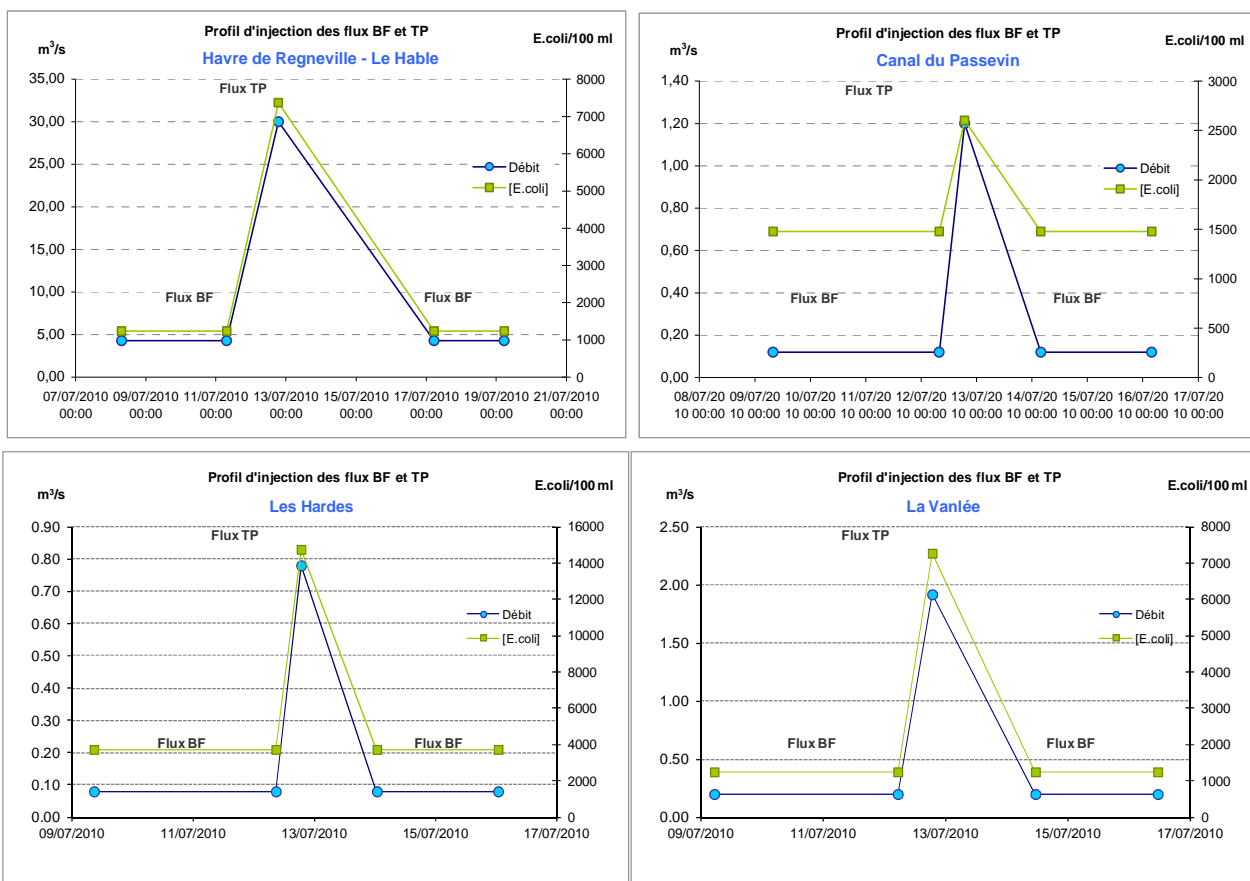 Profil d'injection des flux BF et TP
m³/s
E.coli/100 ml
Havre de Regneville - Le Hable
35,00
30,00
25,00
20,00
15,00
10,00
5,00
0,00
8000
7000
6000
5000
4000
3000
2000
1000
0
Flux TP
Débit
[E.coli]
Flux BF
Flux BF
07/07/2010 09/07/2010 11/07/2010 13/07/2010 15/07/2010 17/07/2010 19/07/2010 21/07/2010
00:00 00:00 00:00 00:00 00:00 00:00 00:00 00:00
Profil d'injection des flux BF et TP
m³/s
E.coli/100 ml
Canal du Passevin
1,40
1,20
1,00
0,80
0,60
0,40
0,20
0,00
3000
2500
2000
1500
1000
500
0
Flux TP
Débit
[E.coli]
Flux BF
Flux BF
08/07/20 09/07/20 10/07/20 11/07/20 12/07/20 13/07/20 14/07/20 15/07/20 16/07/20 17/07/20
10 00:00 10 00:00 10 00:00 10 00:00 10 00:00 10 00:00 10 00:00 10 00:00 10 00:00 10 00:00
Profil d'injection des flux BF et TP
m³/s
E.coli/100 ml
Les Hardes
0.90
0.80
0.70
0.60
0.50
0.40
0.30
0.20
0.10
0.00
16000
14000
12000
10000
8000
6000
4000
2000
0
Flux TP
Débit
[E.coli]
Flux BF
Flux BF
09/07/2010 11/07/2010 13/07/2010 15/07/2010 17/07/2010
Profil d'injection des flux BF et TP
m³/s
E.coli/100 ml
La Vanlée
2.50
2.00
1.50
1.00
0.50
0.00
8000
7000
6000
5000
4000
3000
2000
1000
0
Flux TP
Débit
[E.coli]
Flux BF
Flux BF
09/07/2010 11/07/2010 13/07/2010 15/07/2010 17/07/2010